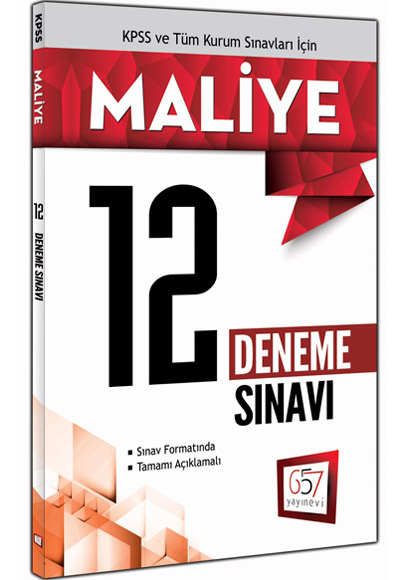 KPSS
MALİYE
12
DENEME SINAVI
KPSS ve Tüm Kurum Sınavları İçin
MALİYE
12
DENEME
SINAVI
Sınav Formatında
Tamamı Açıklamalı
657
yayınevi